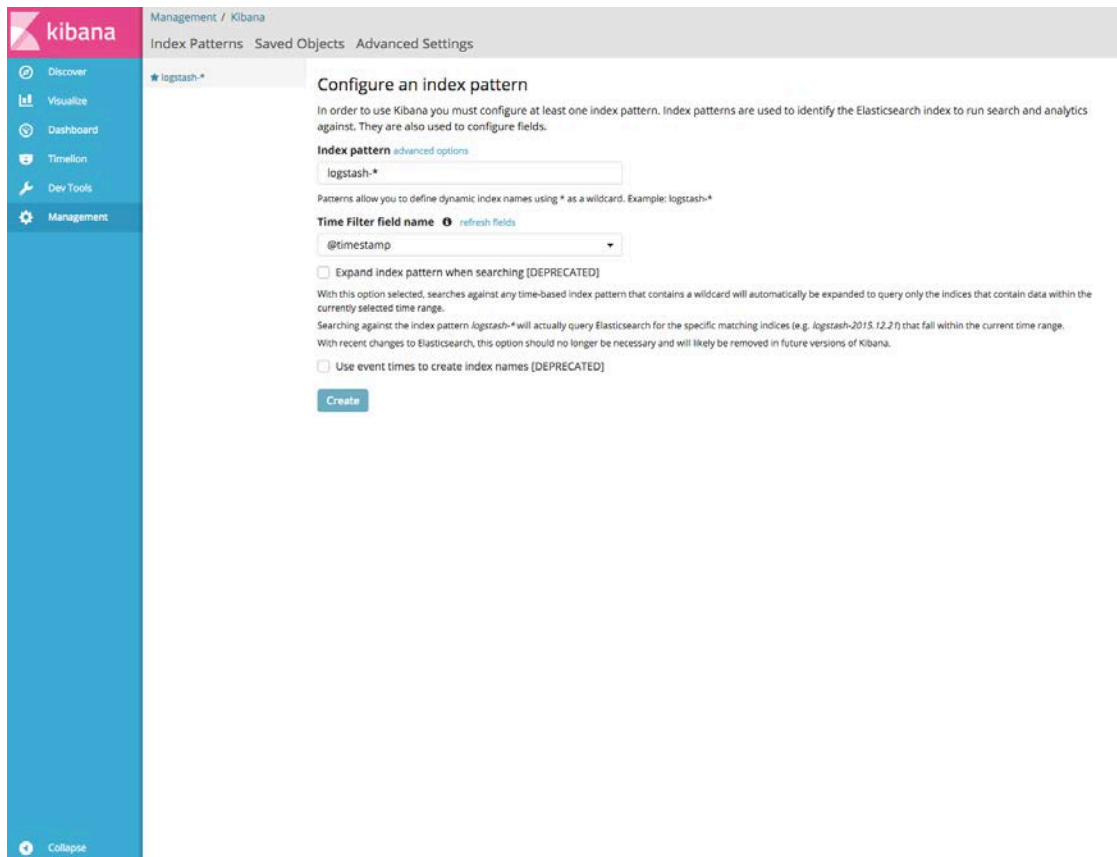 kibana
Discover
Visualize
Dashboard
Timelion
Dev Tools
Management
Collapse
Management / Kibana
Index Patterns Saved Objects Advanced Settings
logstash-*
Configure an index pattern
In order to use Kibana you must configure at least one index pattern. Index patterns are used to identify the Elasticsearch index to run search and analytics
against. They are also used to configure fields.
Index pattern advanced options
logstash-*
Patterns allow you to define dynamic index names using * as a wildcard. Example: logstash-*
Time Filter field name refresh fields
@timestamp
Expand index pattern when searching [DEPRECATED]
With this option selected, searches against any time-based index pattern that contains a wildcard will automatically be expanded to query only the indices that contain data within the
currently selected time range.
Searching against the index pattern logstash-* will actually query Elasticsearch for the specific matching indices (e.g. logstash-2015.12.21) that fall within the current time range.
With recent changes to Elasticsearch, this option should no longer be necessary and will likely be removed in future versions of Kibana.
Use event times to create index names [DEPRECATED]
Create